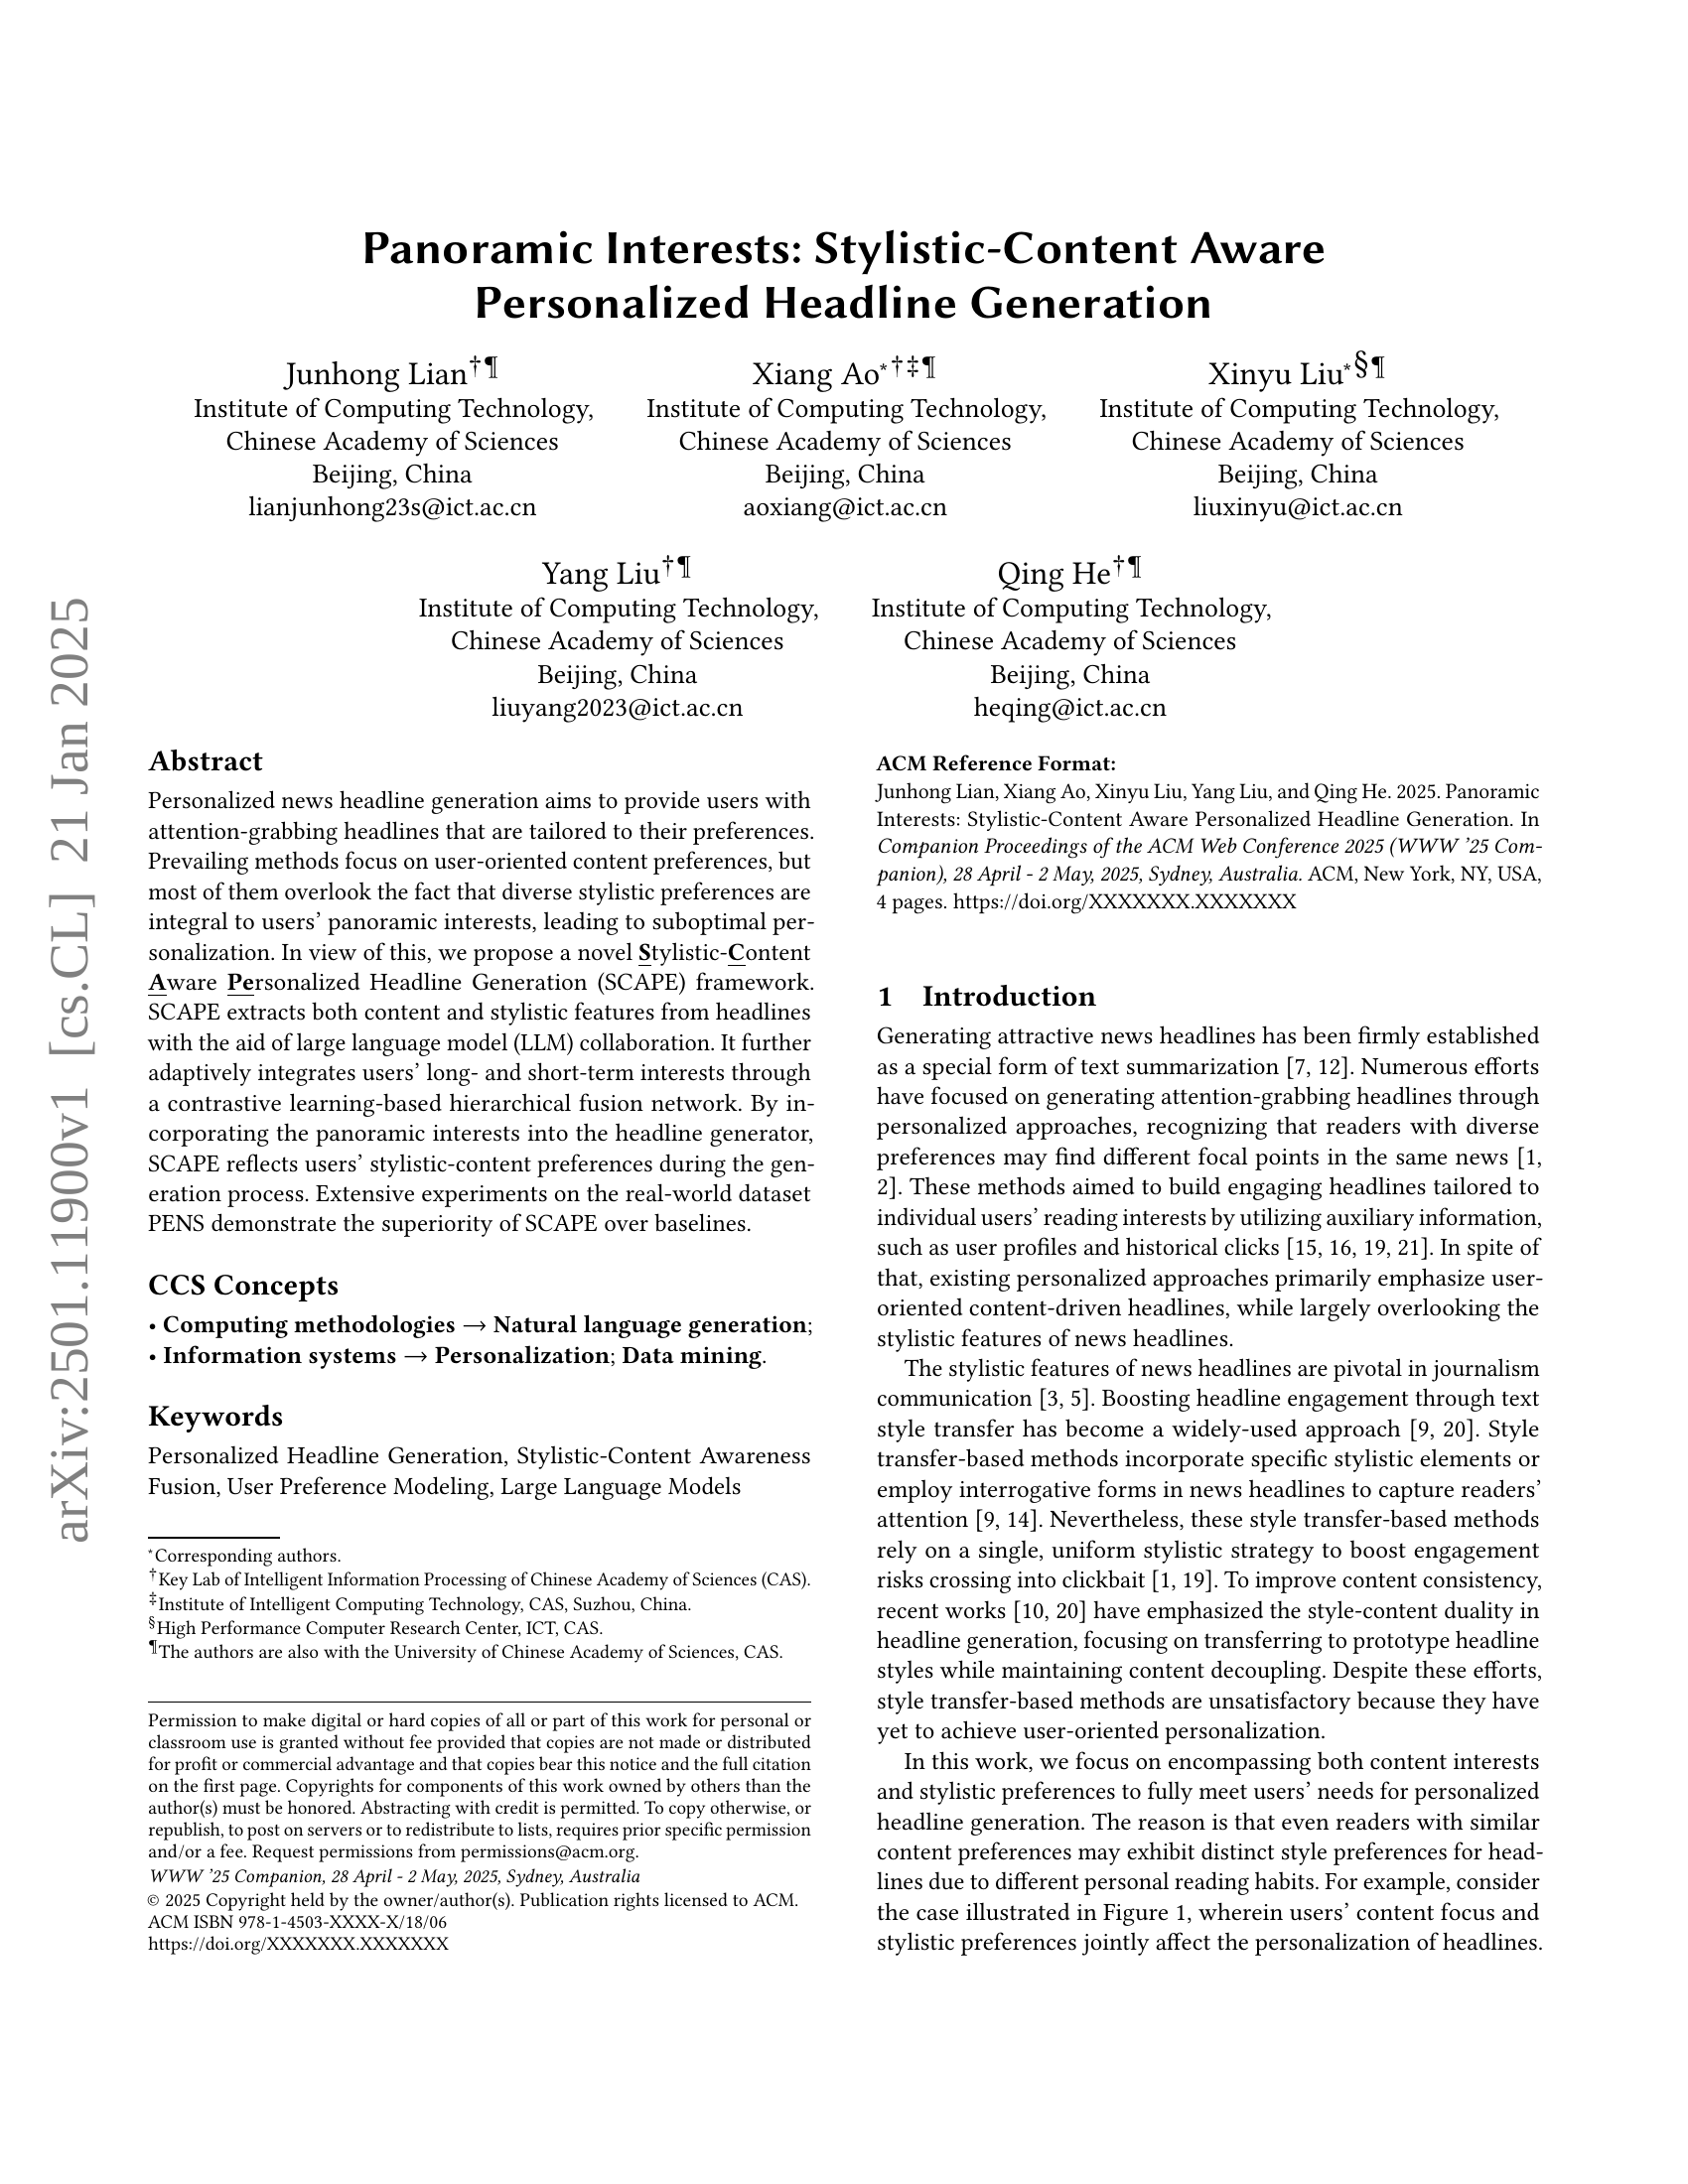 arXiv:2501.11900v1 [cs.CL] 21 Jan 2025
Panoramic Interests: Stylistic-Content Aware
Personalized Headline Generation
Junhong Lian†¶
Institute of Computing Technology,
Chinese Academy of Sciences
Beijing, China
lianjunhong23s@ict.ac.cn
Xiang Ao*†‡¶
Institute of Computing Technology,
Chinese Academy of Sciences
Beijing, China
aoxiang@ict.ac.cn
Xinyu Liu*§¶
Institute of Computing Technology,
Chinese Academy of Sciences
Beijing, China
liuxinyu@ict.ac.cn
Yang Liu†¶
Institute of Computing Technology,
Chinese Academy of Sciences
Beijing, China
liuyang2023@ict.ac.cn
Qing He†¶
Institute of Computing Technology,
Chinese Academy of Sciences
Beijing, China
heqing@ict.ac.cn
Abstract
Personalized news headline generation aims to provide users with
attention-grabbing headlines that are tailored to their preferences.
Prevailing methods focus on user-oriented content preferences, but
most of them overlook the fact that diverse stylistic preferences are
integral to users' panoramic interests, leading to suboptimal per-
sonalization. In view of this, we propose a novel Stylistic-Content
Aware Personalized Headline Generation (SCAPE) framework.
SCAPE extracts both content and stylistic features from headlines
with the aid of large language model (LLM) collaboration. It further
adaptively integrates users' long- and short-term interests through
a contrastive learning-based hierarchical fusion network. By in-
corporating the panoramic interests into the headline generator,
SCAPE reflects users' stylistic-content preferences during the gen-
eration process. Extensive experiments on the real-world dataset
PENS demonstrate the superiority of SCAPE over baselines.
CCS Concepts
• Computing methodologies → Natural language generation;
• Information systems → Personalization; Data mining.
Keywords
Personalized Headline Generation, Stylistic-Content Awareness
Fusion, User Preference Modeling, Large Language Models
*Corresponding authors.
†Key Lab of Intelligent Information Processing of Chinese Academy of Sciences (CAS).
‡Institute of Intelligent Computing Technology, CAS, Suzhou, China.
§High Performance Computer Research Center, ICT, CAS.
¶The authors are also with the University of Chinese Academy of Sciences, CAS.
Permission to make digital or hard copies of all or part of this work for personal or
classroom use is granted without fee provided that copies are not made or distributed
for profit or commercial advantage and that copies bear this notice and the full citation
on the first page. Copyrights for components of this work owned by others than the
author(s) must be honored. Abstracting with credit is permitted. To copy otherwise, or
republish, to post on servers or to redistribute to lists, requires prior specific permission
and/or a fee. Request permissions from permissions@acm.org.
WWW '25 Companion, 28 April - 2 May, 2025, Sydney, Australia
© 2025 Copyright held by the owner/author(s). Publication rights licensed to ACM.
ACM ISBN 978-1-4503-XXXX-X/18/06
https://doi.org/XXXXXXX.XXXXXXX
ACM Reference Format:
Junhong Lian, Xiang Ao, Xinyu Liu, Yang Liu, and Qing He. 2025. Panoramic
Interests: Stylistic-Content Aware Personalized Headline Generation. In
Companion Proceedings of the ACM Web Conference 2025 (WWW '25 Com-
panion), 28 April - 2 May, 2025, Sydney, Australia. ACM, New York, NY, USA,
4 pages. https://doi.org/XXXXXXX.XXXXXXX
1 Introduction
Generating attractive news headlines has been firmly established
as a special form of text summarization [7, 12]. Numerous efforts
have focused on generating attention-grabbing headlines through
personalized approaches, recognizing that readers with diverse
preferences may find different focal points in the same news [1,
2]. These methods aimed to build engaging headlines tailored to
individual users' reading interests by utilizing auxiliary information,
such as user profiles and historical clicks [15, 16, 19, 21]. In spite of
that, existing personalized approaches primarily emphasize user-
oriented content-driven headlines, while largely overlooking the
stylistic features of news headlines.
The stylistic features of news headlines are pivotal in journalism
communication [3, 5]. Boosting headline engagement through text
style transfer has become a widely-used approach [9, 20]. Style
transfer-based methods incorporate specific stylistic elements or
employ interrogative forms in news headlines to capture readers'
attention [9, 14]. Nevertheless, these style transfer-based methods
rely on a single, uniform stylistic strategy to boost engagement
risks crossing into clickbait [1, 19]. To improve content consistency,
recent works [10, 20] have emphasized the style-content duality in
headline generation, focusing on transferring to prototype headline
styles while maintaining content decoupling. Despite these efforts,
style transfer-based methods are unsatisfactory because they have
yet to achieve user-oriented personalization.
In this work, we focus on encompassing both content interests
and stylistic preferences to fully meet users' needs for personalized
headline generation. The reason is that even readers with similar
content preferences may exhibit distinct style preferences for head-
lines due to different personal reading habits. For example, consider
the case illustrated in Figure 1, wherein users' content focus and
stylistic preferences jointly affect the personalization of headlines.